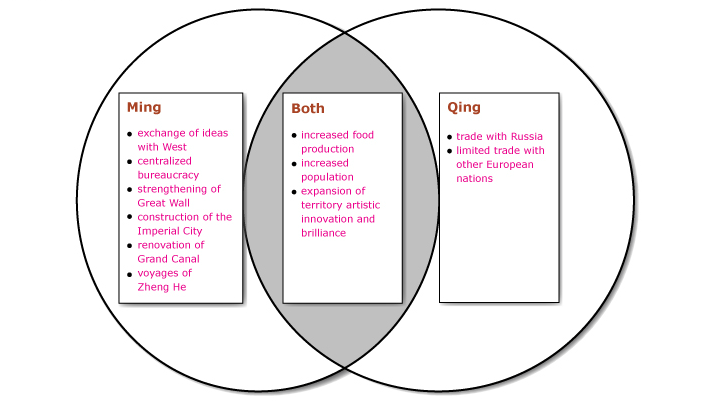 Ming
• exchange of ideas
with West
• centralized
bureaucracy
• strengthening of
Great Wall
• construction of the
Imperial City
• renovation of
Grand Canal
• voyages of
Zheng He
Both
• increased food
production
• increased
population
• expansion of
territory artistic
innovation and
brilliance
Qing
• trade with Russia
• limited trade with
other European
nations